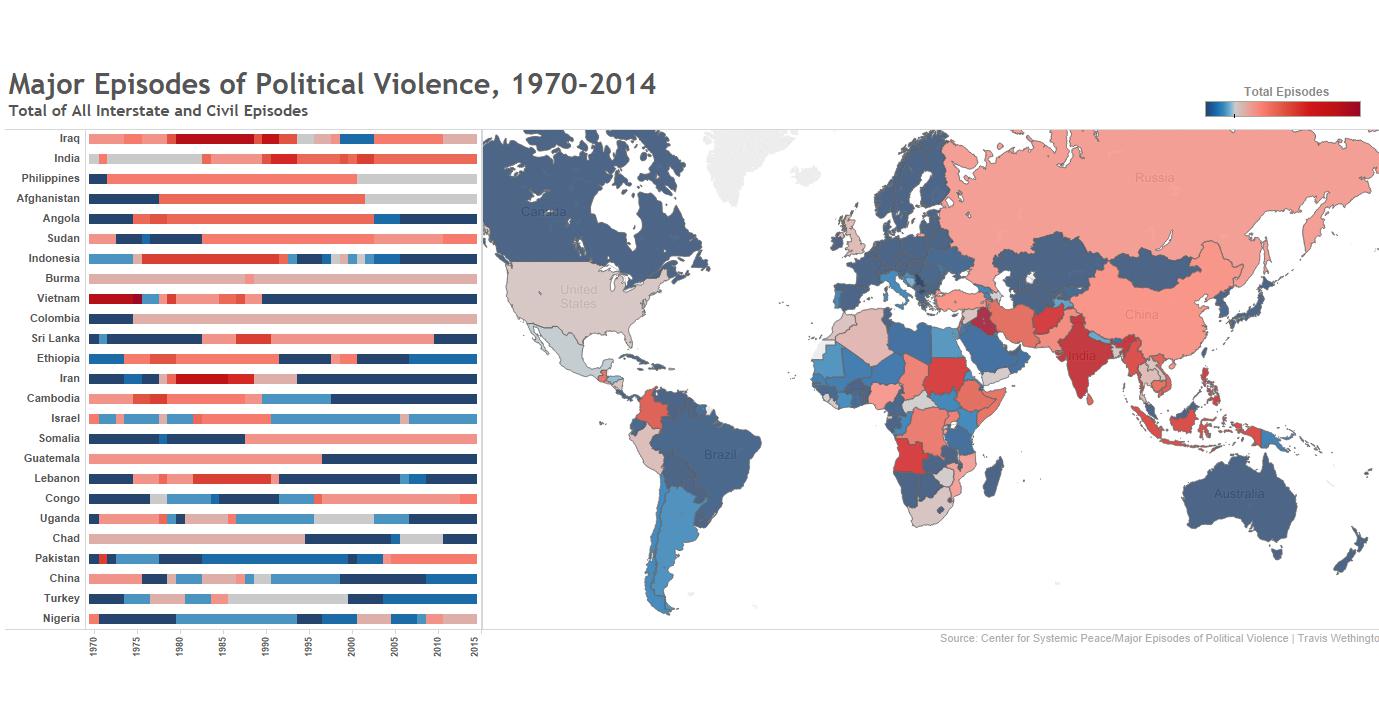 Major Episodes of Political Violence, 1970-2014
Total of All Interstate and Civil Episodes
Total Episodes
Iraq
India
Philippines
Afghanistan
Angola
Sudan
Indonesia
Burma
Vietnam
Colombia
Sri Lanka
Ethiopia
Iran
Cambodia
Israel
Somalia
Guatemala
Lebanon
Congo
Uganda
Chad
Pakistan
China
Turkey
Nigeria
1970 1975 1980 1985 1990 1995 2000 2005 2010 2015
Canada
United
States
Brazil
Russia
China
India
Australia
Source: Center for Systemic Peace/Major Episodes of Political Violence | Travis Wethingto